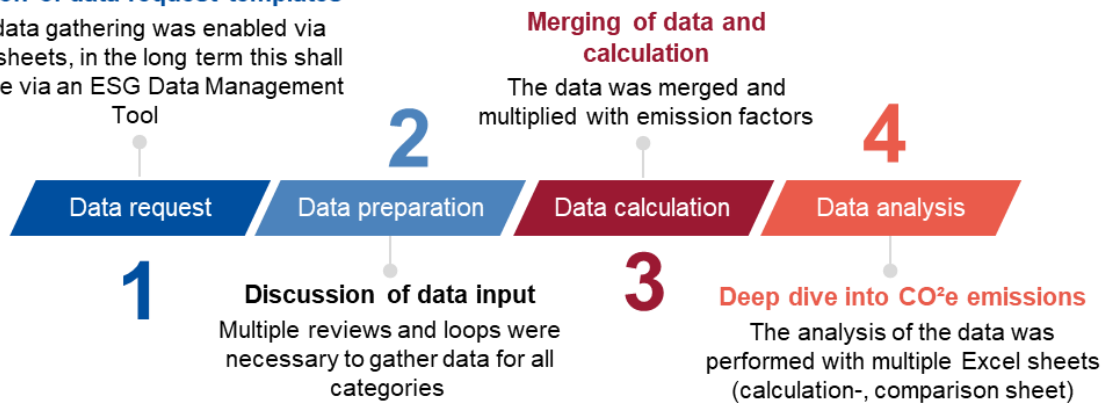 data gathering was enabled via
sheets, in the long term this shall
via an ESG Data Management
Tool
Merging of data and
calculation
The data was merged and
multiplied with emission factors
2
4
Data request
Data preparation
Data calculation
Data analysis
1
3
Discussion of data input
Multiple reviews and loops were
necessary to gather data for all
categories
Deep dive into CO²e emissions
The analysis of the data was
performed with multiple Excel sheets
(calculation-, comparison sheet)